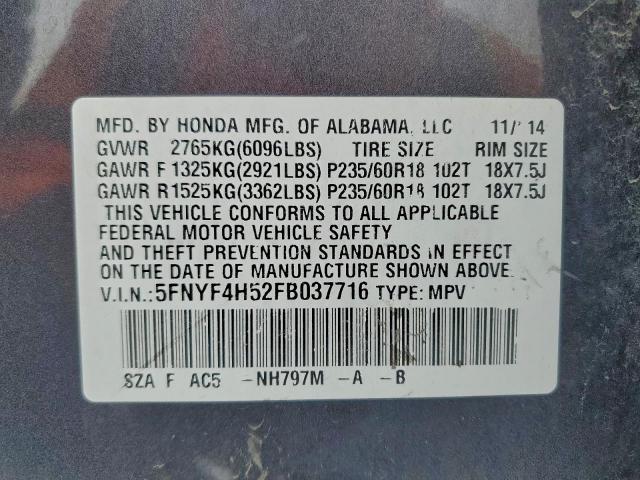 MFD. BY HONDA MFG. OF ALABAMA, LLC 11/'14
GVWR 2765KG(6096LBS) TIRE SIZE RIM SIZE
GAWR F 1325KG(2921LBS) P235/60R18 102T 18X7.5J
GAWR R 1525KG(3362LBS) P235/60R18 102T 18X7.5J
THIS VEHICLE CONFORMS TO ALL APPLICABLE
FEDERAL MOTOR VEHICLE SAFETY
AND THEFT PREVENTION STANDARDS IN EFFECT
ON THE DATE OF MANUFACTURE SHOWN ABOVE.
V.I.N.:5FNYF4H52FB037716 TYPE: MPV
SZA F AC5 -NH797M -A -B